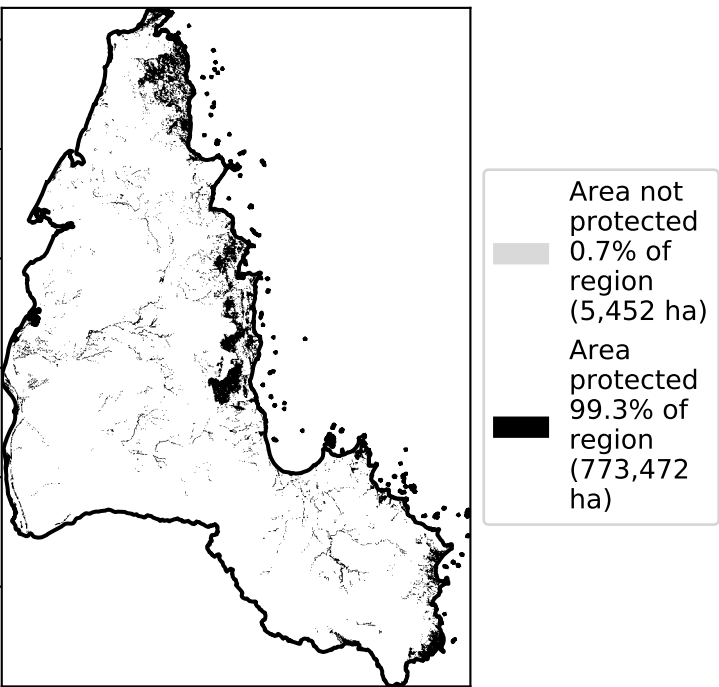 Area not
protected
0.7% of
region
(5,452 ha)
Area
protected
99.3% of
region
(773,472
ha)